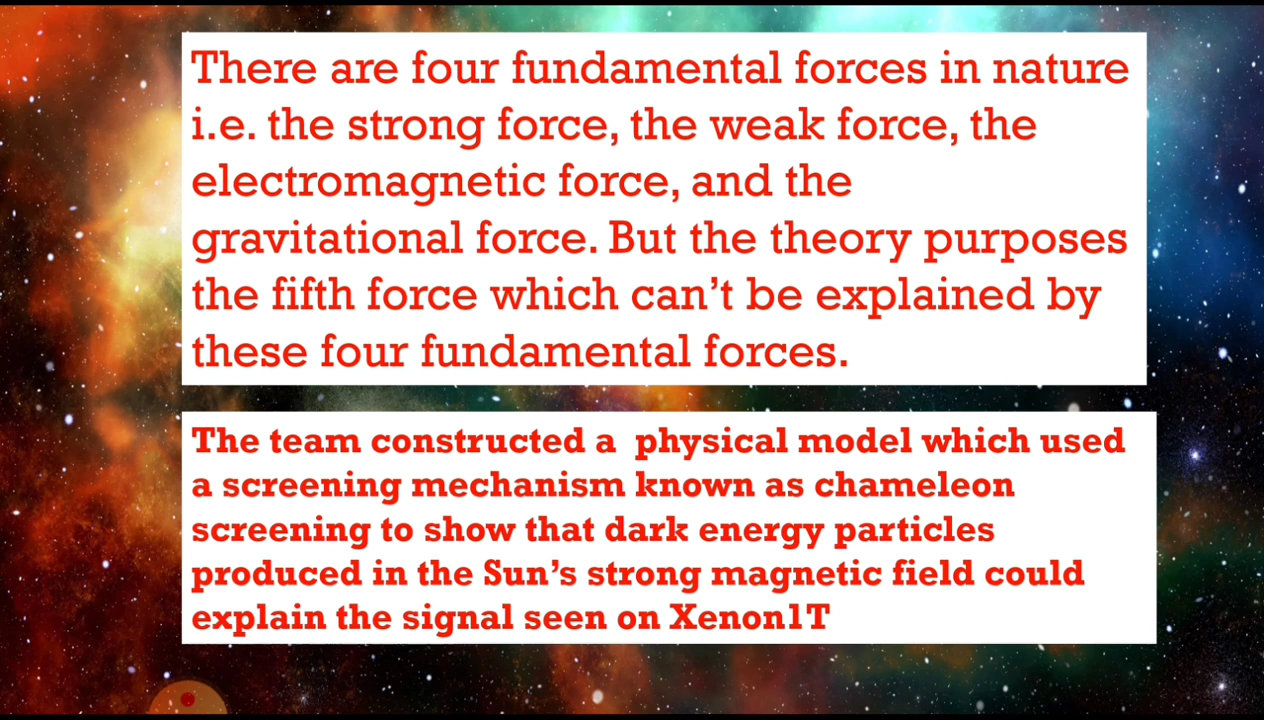 There are four fundamental forces in nature
i.e. the strong force, the weak force, the
electromagnetic force, and the
gravitational force. But the theory purposes
the fifth force which can’t be explained by
these four fundamental forces.
The team constructed a  physical model which used
a screening mechanism known as chameleon
screening to show that dark energy particles
produced in the Sun’s strong magnetic field could
explain the signal seen on Xenon1T